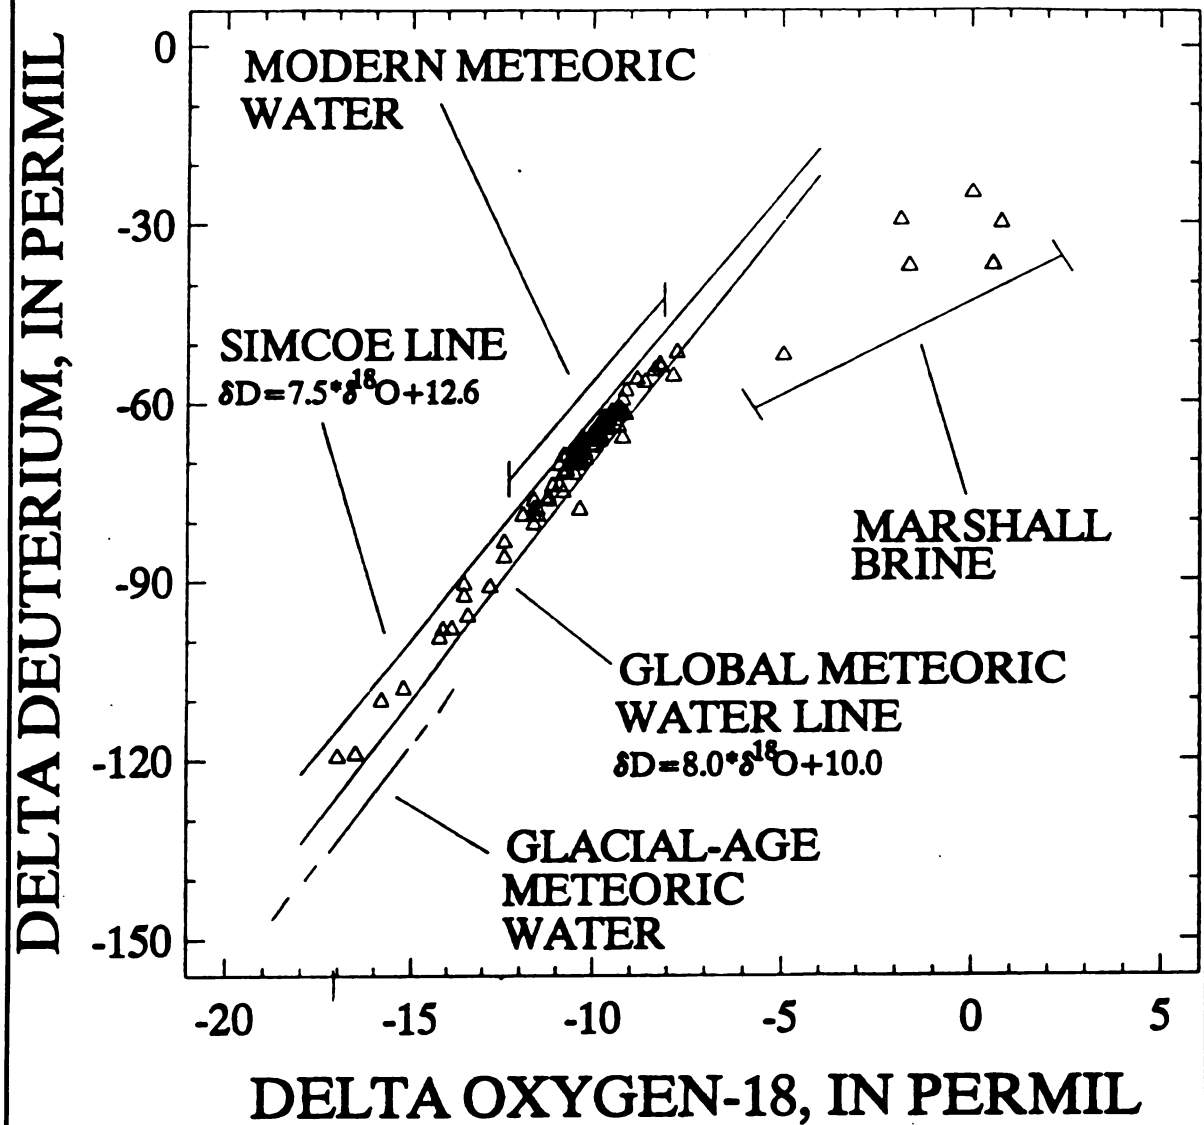 DELTA DEUTERIUM, IN PERMIL
0
-30
-60
-90
-120
-150
MODERN METEORIC
WATER
SIMCOE LINE
δD=7.5*δ18O+12.6
MARSHALL
BRINE
GLOBAL METEORIC
WATER LINE
δD=8.0*δ18O+10.0
GLACIAL-AGE
METEORIC
WATER
-20
-15
-10
-5
0
5
DELTA OXYGEN-18, IN PERMIL